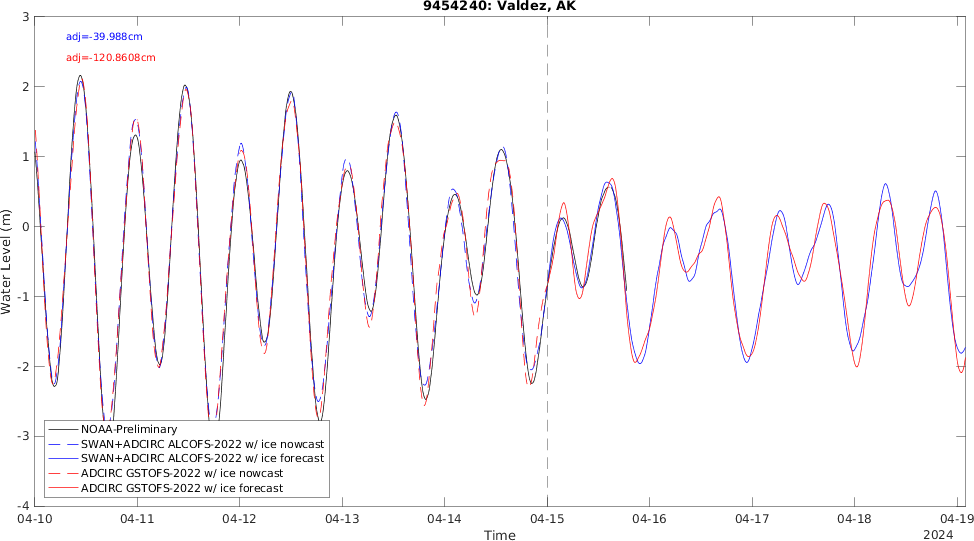 9454240: Valdez, AK
adj=-39.988cm
adj=-120.8608cm
3
2
1
0
-1
-2
-3
-4
Water Level (m)
NOAA-Preliminary
SWAN+ADCIRC ALCOFS-2022 w/ ice nowcast
SWAN+ADCIRC ALCOFS-2022 w/ ice forecast
ADCIRC GSTOFS-2022 w/ ice nowcast
ADCIRC GSTOFS-2022 w/ ice forecast
04-10 04-11 04-12 04-13 04-14 04-15 04-16 04-17 04-18 04-19
Time
2024